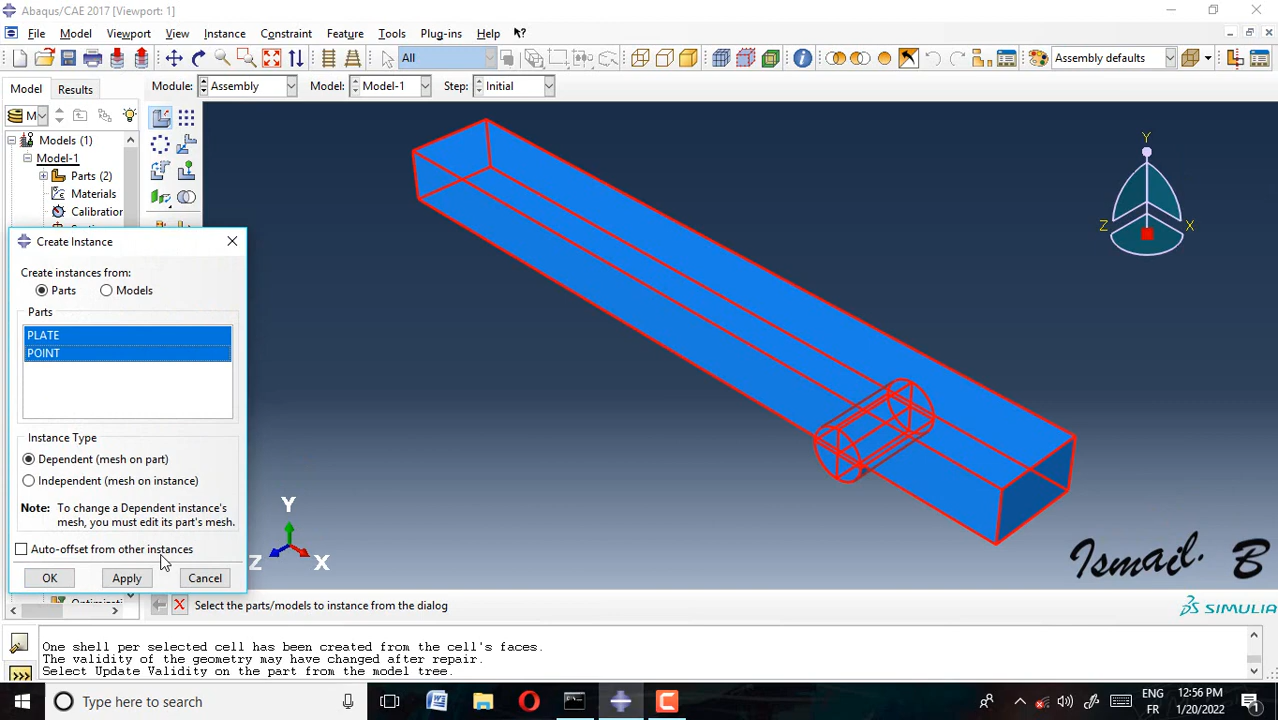 Abaqus/CAE 2017 [Viewport: 1]
File Model Viewport View Instance Constraint Feature Tools Plug-ins Help
All
Assembly defaults
Model Results
Module: Assembly Model: Model-1 Step: Initial
M
Models (1)
Model-1
Parts (2)
Materials
Calibration
Create Instance
Create instances from:
Parts Models
Parts
PLATE
POINT
Instance Type
Dependent (mesh on part)
Independent (mesh on instance)
Note: To change a Dependent instance's
mesh, you must edit its part's mesh.
Auto-offset from other instances
OK Apply Cancel
Y
Z X
Y
Z X
Ismail. B
Select the parts/models to instance from the dialog
SIMULIA
One shell per selected cell has been created from the cell's faces.
The validity of the geometry may have changed after repair.
Select Update Validity on the part from the model tree.
>>>
Type here to search
ENG
FR
12:56 PM
1/20/2022